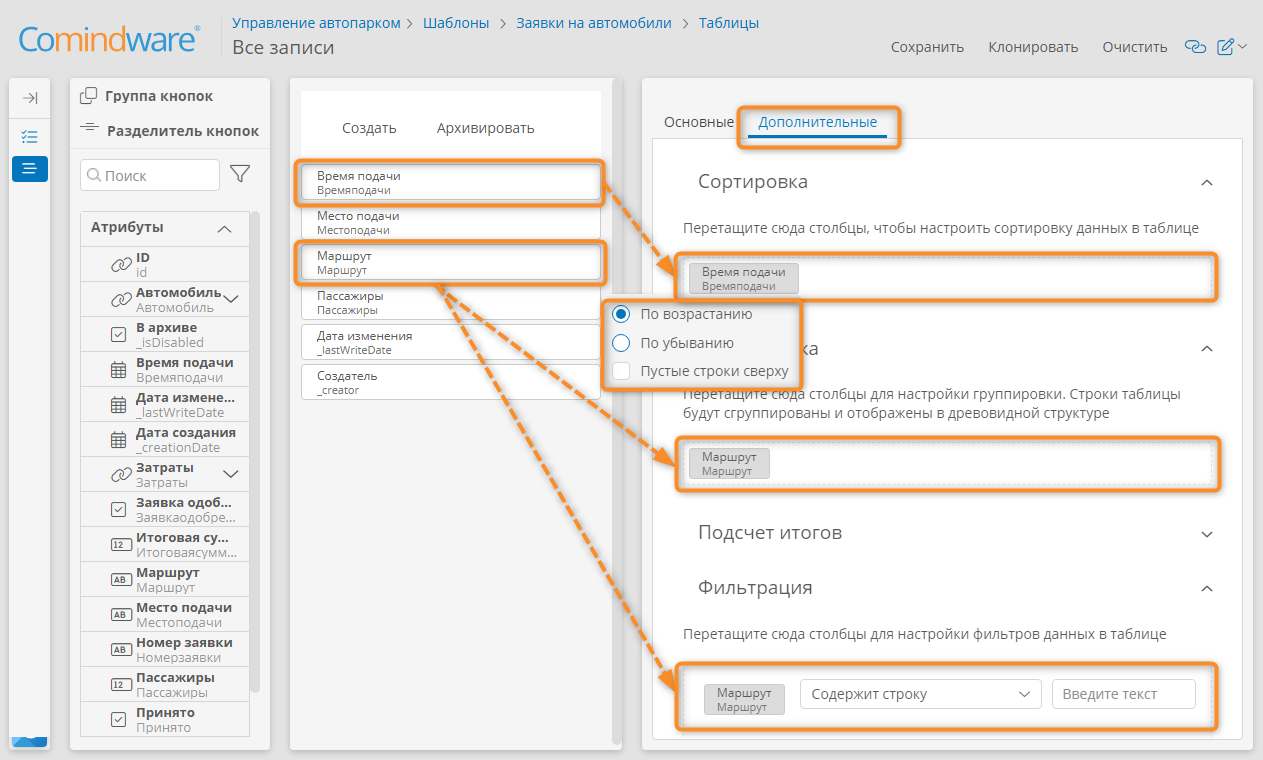 Comindware®
Управление автопарком > Шаблоны > Заявки на автомобили > Таблицы
Все записи
Сохранить Клонировать Очистить
Группа кнопок
Разделитель кнопок
Поиск
Атрибуты
ID
id
Автомобиль
Автомобиль
В архиве
_isDisabled
Время подачи
Времяподачи
Дата измене...
_lastWriteDate
Дата создания
_creationDate
Затраты
Затраты
Заявка одоб...
Заявкаодобре...
Итоговая су...
Итоговаясумм...
Маршрут
Маршрут
Место подачи
Местоподачи
Номер заявки
Номерзаявки
Пассажиры
Пассажиры
Принято
Принято
Создать Архивировать
Время подачи
Времяподачи
Место подачи
Местоподачи
Маршрут
Маршрут
Пассажиры
Пассажиры
Дата изменения
_lastWriteDate
Создатель
_creator
Основные Дополнительные
Сортировка
Перетащите сюда столбцы, чтобы настроить сортировку данных в таблице
Время подачи
Времяподачи
По возрастанию
По убыванию
Пустые строки сверху
ка
Перетащите сюда столбцы для настройки группировки. Строки таблицы
будут сгруппированы и отображены в древовидной структуре
Маршрут
Маршрут
Подсчет итогов
Фильтрация
Перетащите сюда столбцы для настройки фильтров данных в таблице
Маршрут
Маршрут
Содержит строку
Введите текст